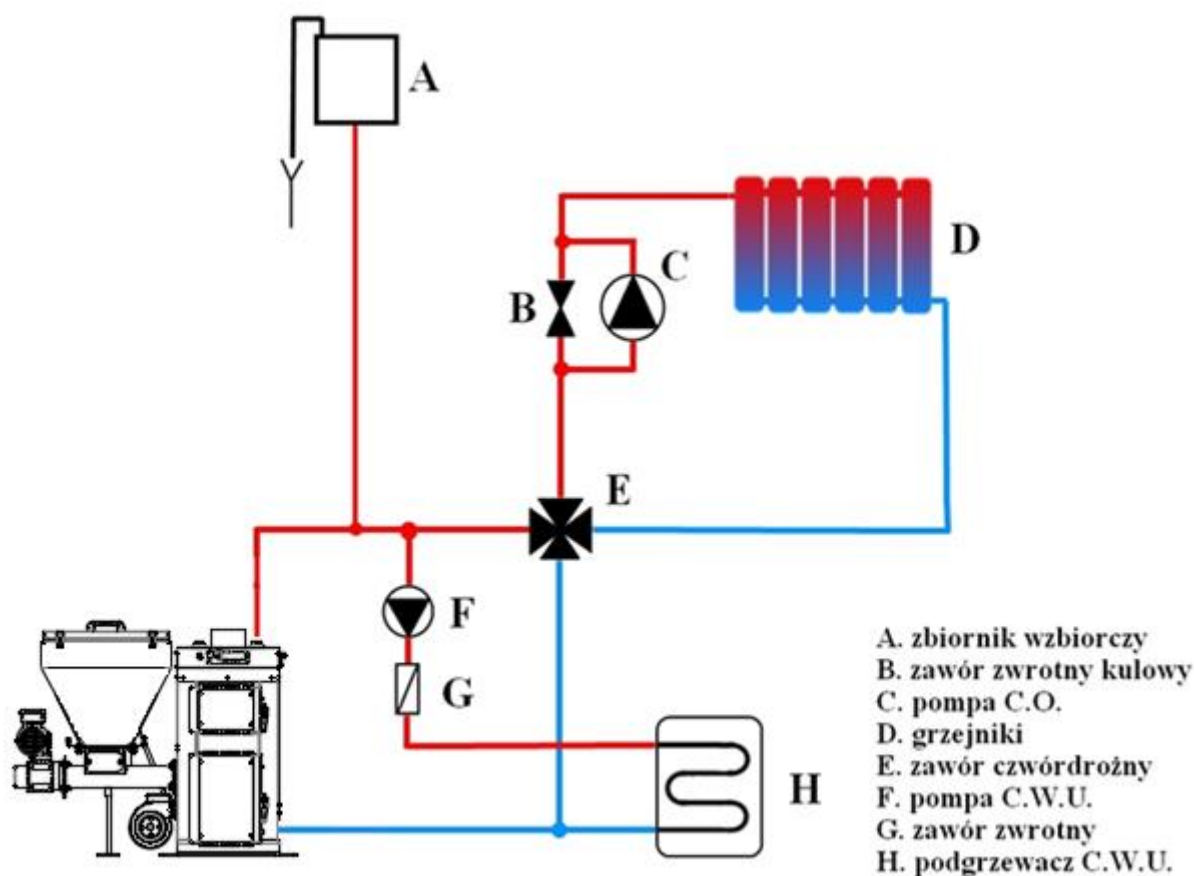 A
B
C
D
E
F
G
H
A. zbiornik wzbiorczy
B. zawór zwrotny kulowy
C. pompa C.O.
D. grzejniki
E. zawór czwórdrożny
F. pompa C.W.U.
G. zawór zwrotny
H. podgrzewacz C.W.U.